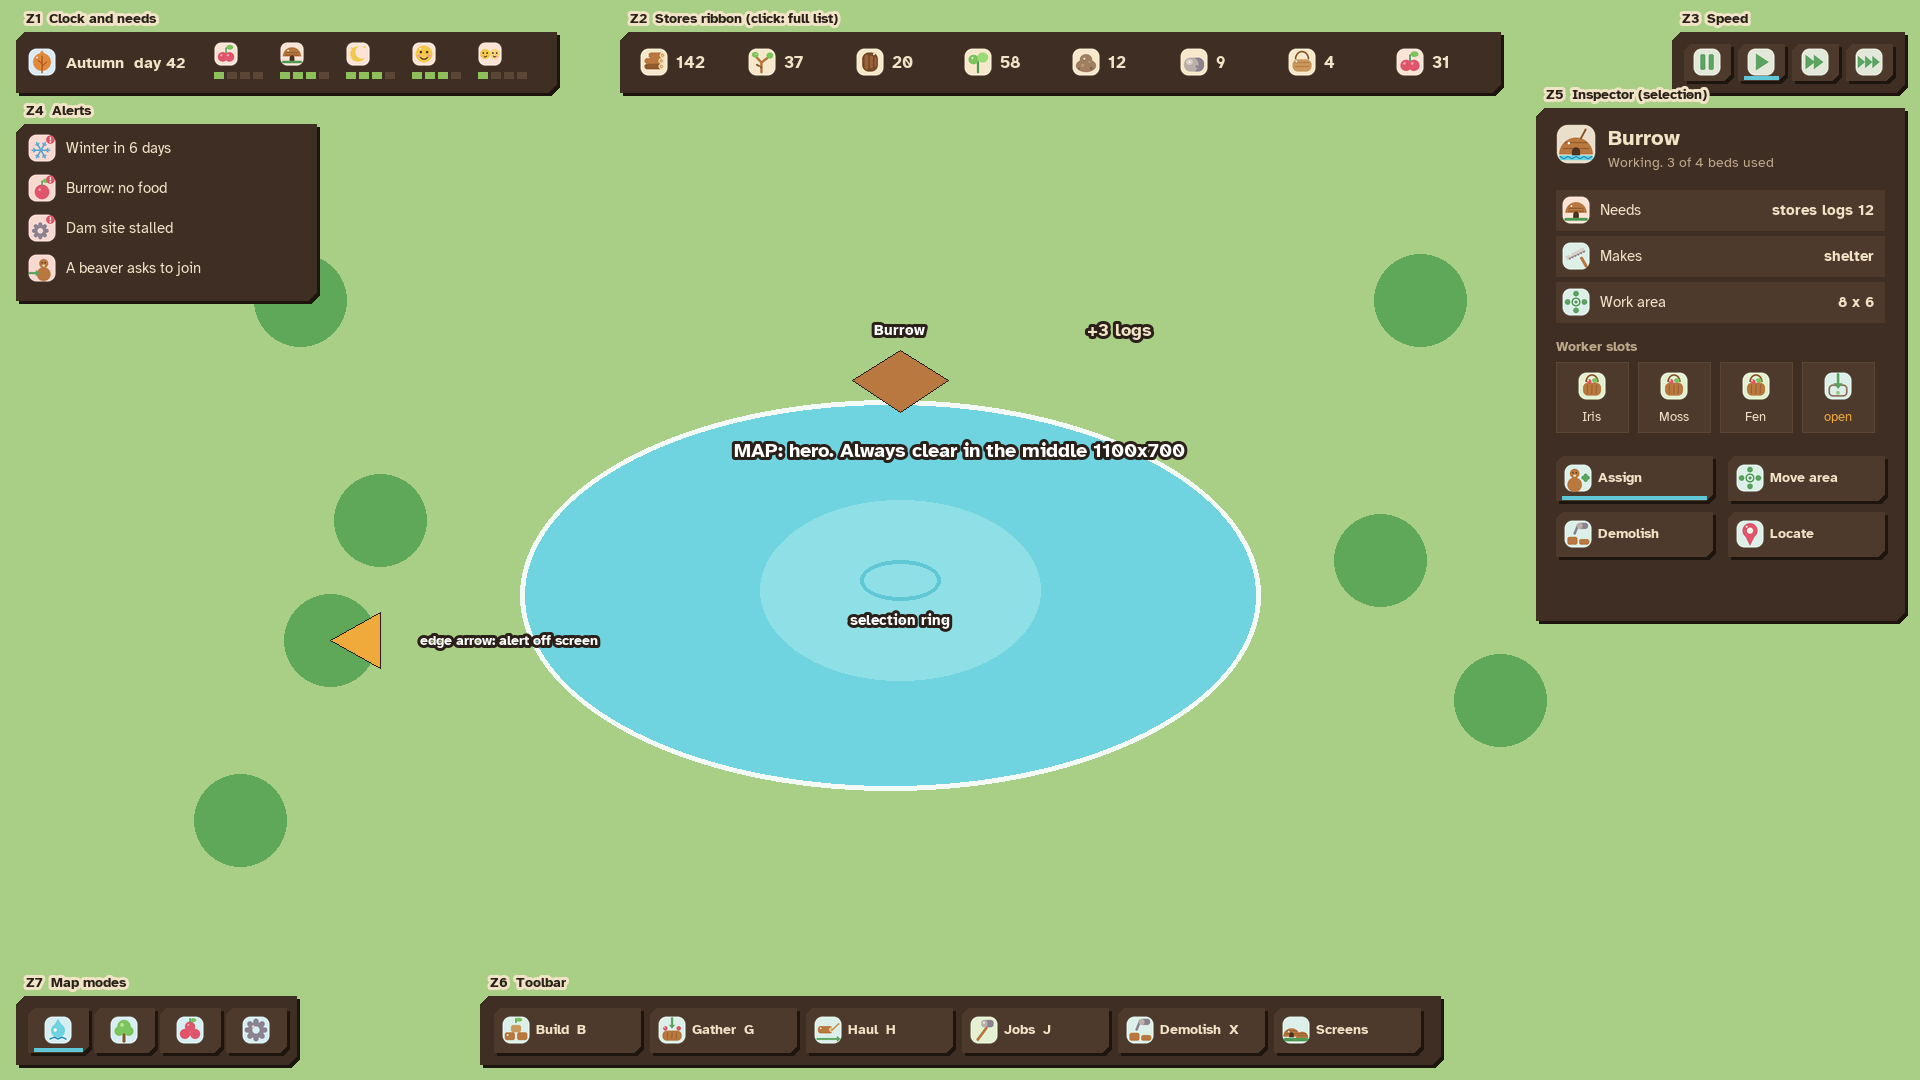 Z1 Clock and needs
Autumn day 42
Z2 Stores ribbon (click: full list)
142 37 20 58 12 9 4 31
Z3 Speed
Z4 Alerts
Winter in 6 days
Burrow: no food
Dam site stalled
A beaver asks to join
Z5 Inspector (selection)
Burrow
Working. 3 of 4 beds used
Needs stores logs 12
Makes shelter
Work area 8 x 6
Worker slots
Iris Moss Fen open
Assign Move area
Demolish Locate
Burrow
+3 logs
MAP: hero. Always clear in the middle 1100x700
selection ring
edge arrow: alert off screen
Z7 Map modes
Z6 Toolbar
Build B Gather G Haul H Jobs J Demolish X Screens